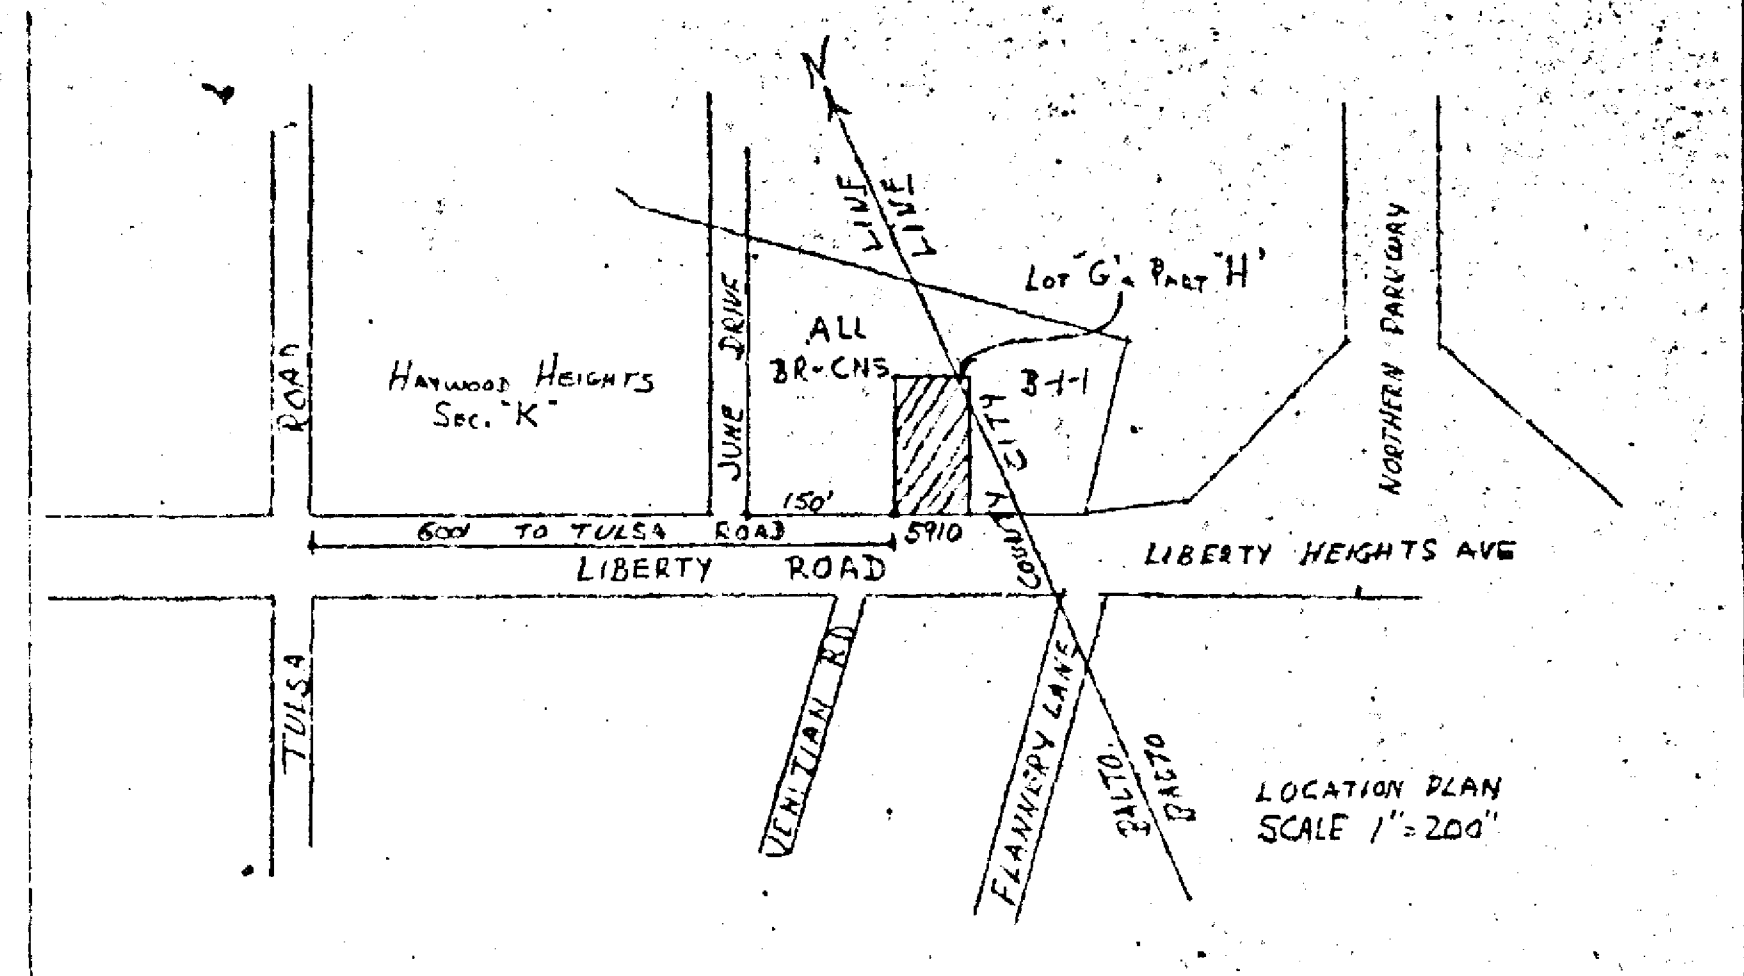 N
LINE
LINE
LOT "G" & PART "H"
ALL
BR-CNS
B-1-1
HAYWOOD HEIGHTS
SEC. "K"
JUNE DRIVE
NORTHERN PARKWAY
ROAD
TULSA
150'
600' TO TULSA ROAD
5910
LIBERTY ROAD
LIBERTY HEIGHTS AVE
COUNTY
CITY
VENITIAN RD
FLANNERY LANE
BALTO.
BALTO
LOCATION PLAN
SCALE 1"=200"